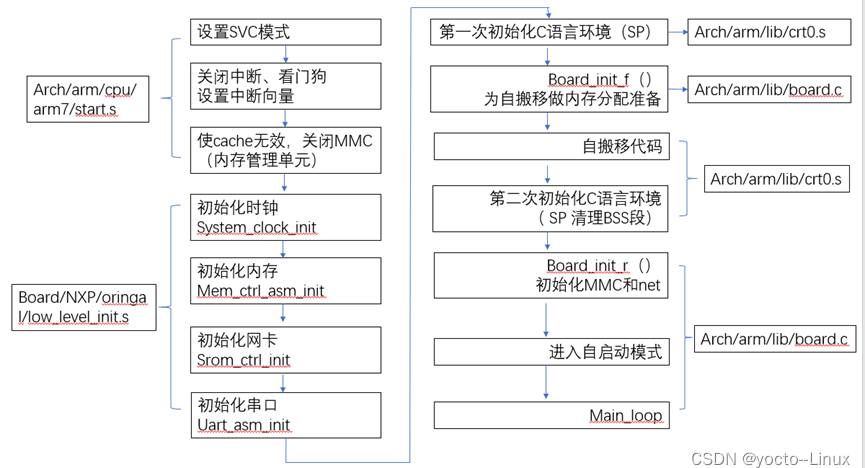 设置SVC模式
关闭中断、看门狗
设置中断向量
使cache无效，关闭MMC
（内存管理单元）
Arch/arm/cpu/
arm7/start.s
初始化时钟
System_clock_init
初始化内存
Mem_ctrl_asm_init
初始化网卡
Srom_ctrl_init
初始化串口
Uart_asm_init
Board/NXP/oringa
l/low_level_init.s
第一次初始化C语言环境（SP）
Arch/arm/lib/crt0.s
Board_init_f（）
为自搬移做内存分配准备
Arch/arm/lib/board.c
自搬移代码
第二次初始化C语言环境
（ SP 清理BSS段）
Arch/arm/lib/crt0.s
Board_init_r（）
初始化MMC和net
进入自启动模式
Main_loop
Arch/arm/lib/board.c
CSDN @yocto--Linux